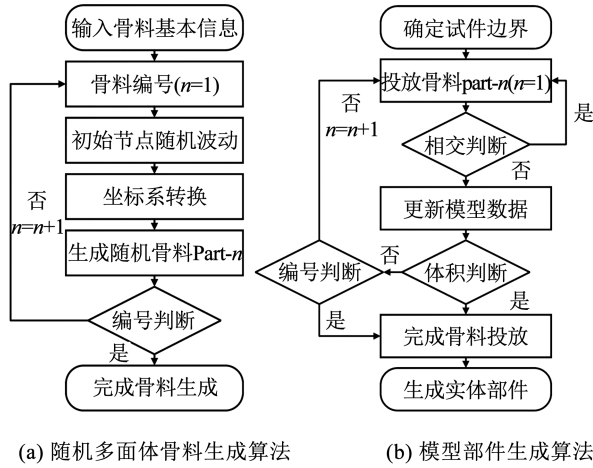 输入骨料基本信息
骨料编号(n=1)
初始节点随机波动
坐标系转换
生成随机骨料Part-n
否
n=n+1
编号判断
是
完成骨料生成
(a) 随机多面体骨料生成算法
确定试件边界
投放骨料part-n(n=1)
否
n=n+1
是
相交判断
否
更新模型数据
编号判断
否
体积判断
是
是
完成骨料投放
生成实体部件
(b) 模型部件生成算法